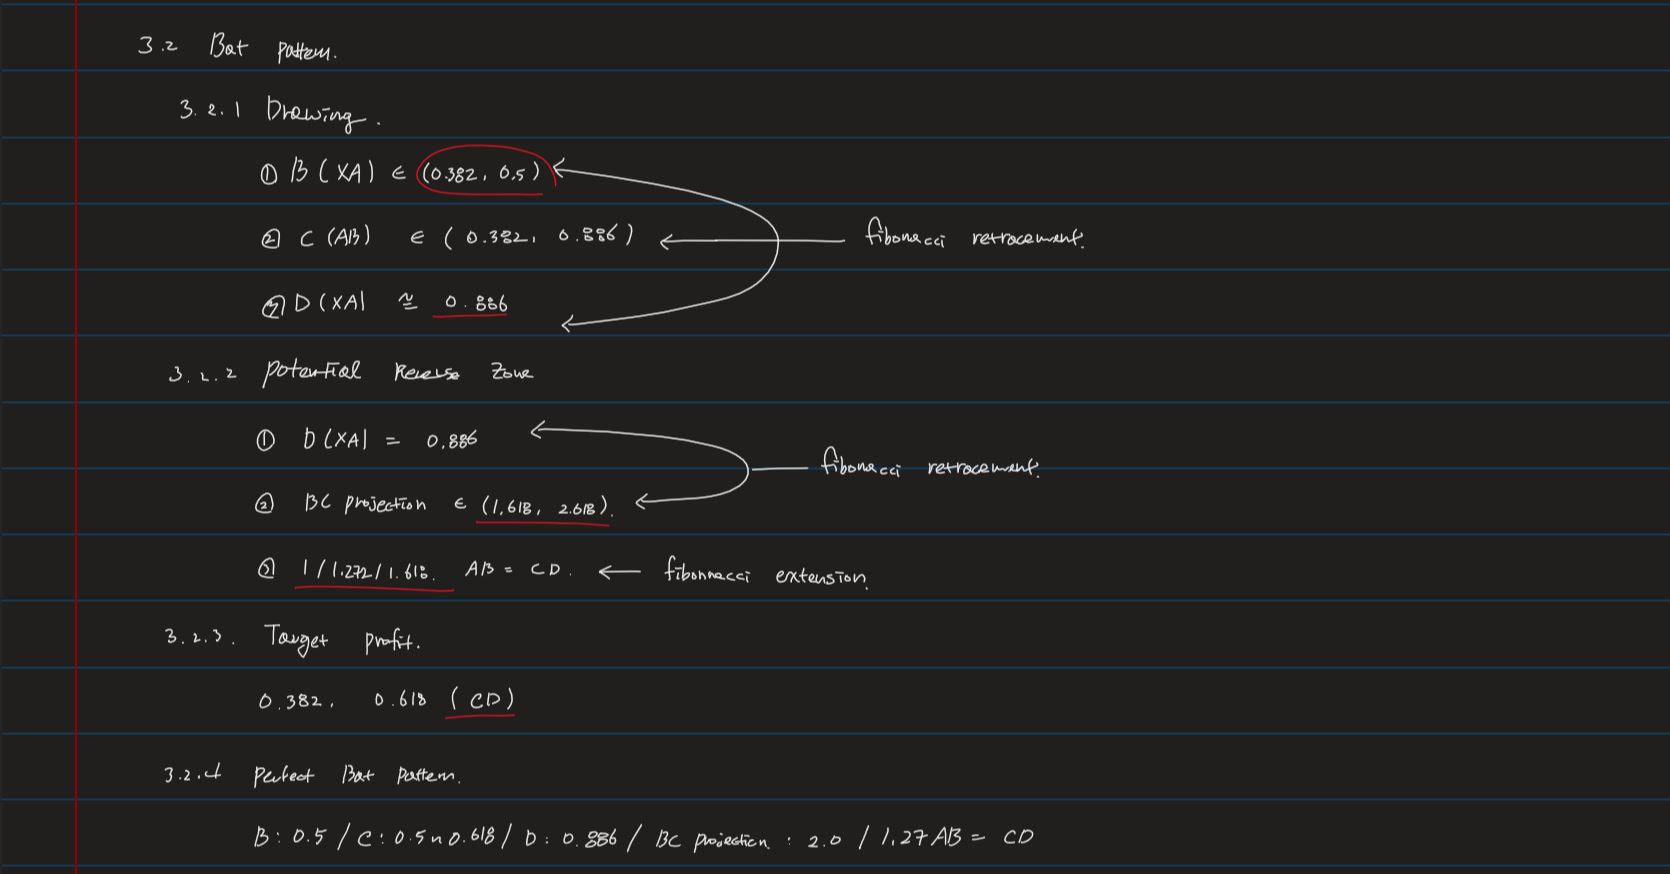 3.2 Bat pattern.
3.2.1 Drawing.
① B (XA) ∈ (0.382, 0.5)
② C (AB) ∈ ( 0.382, 0.886 ) ← fibonacci retracement.
③ D (XA) ≃ 0.886
3.2.2 Potential Reverse Zone
① D (XA) = 0.886
← fibonacci retracement.
② BC projection ∈ (1.618, 2.618).
③ 1 / 1.272 / 1.618. AB = CD. ← fibonnacci extension.
3.2.3. Target profit.
0.382, 0.618 ( CD )
3.2.4 Perfect Bat Pattern.
B : 0.5 / C : 0.5 ~ 0.618 / D : 0.886 / BC projection : 2.0 / 1.27 AB = CD